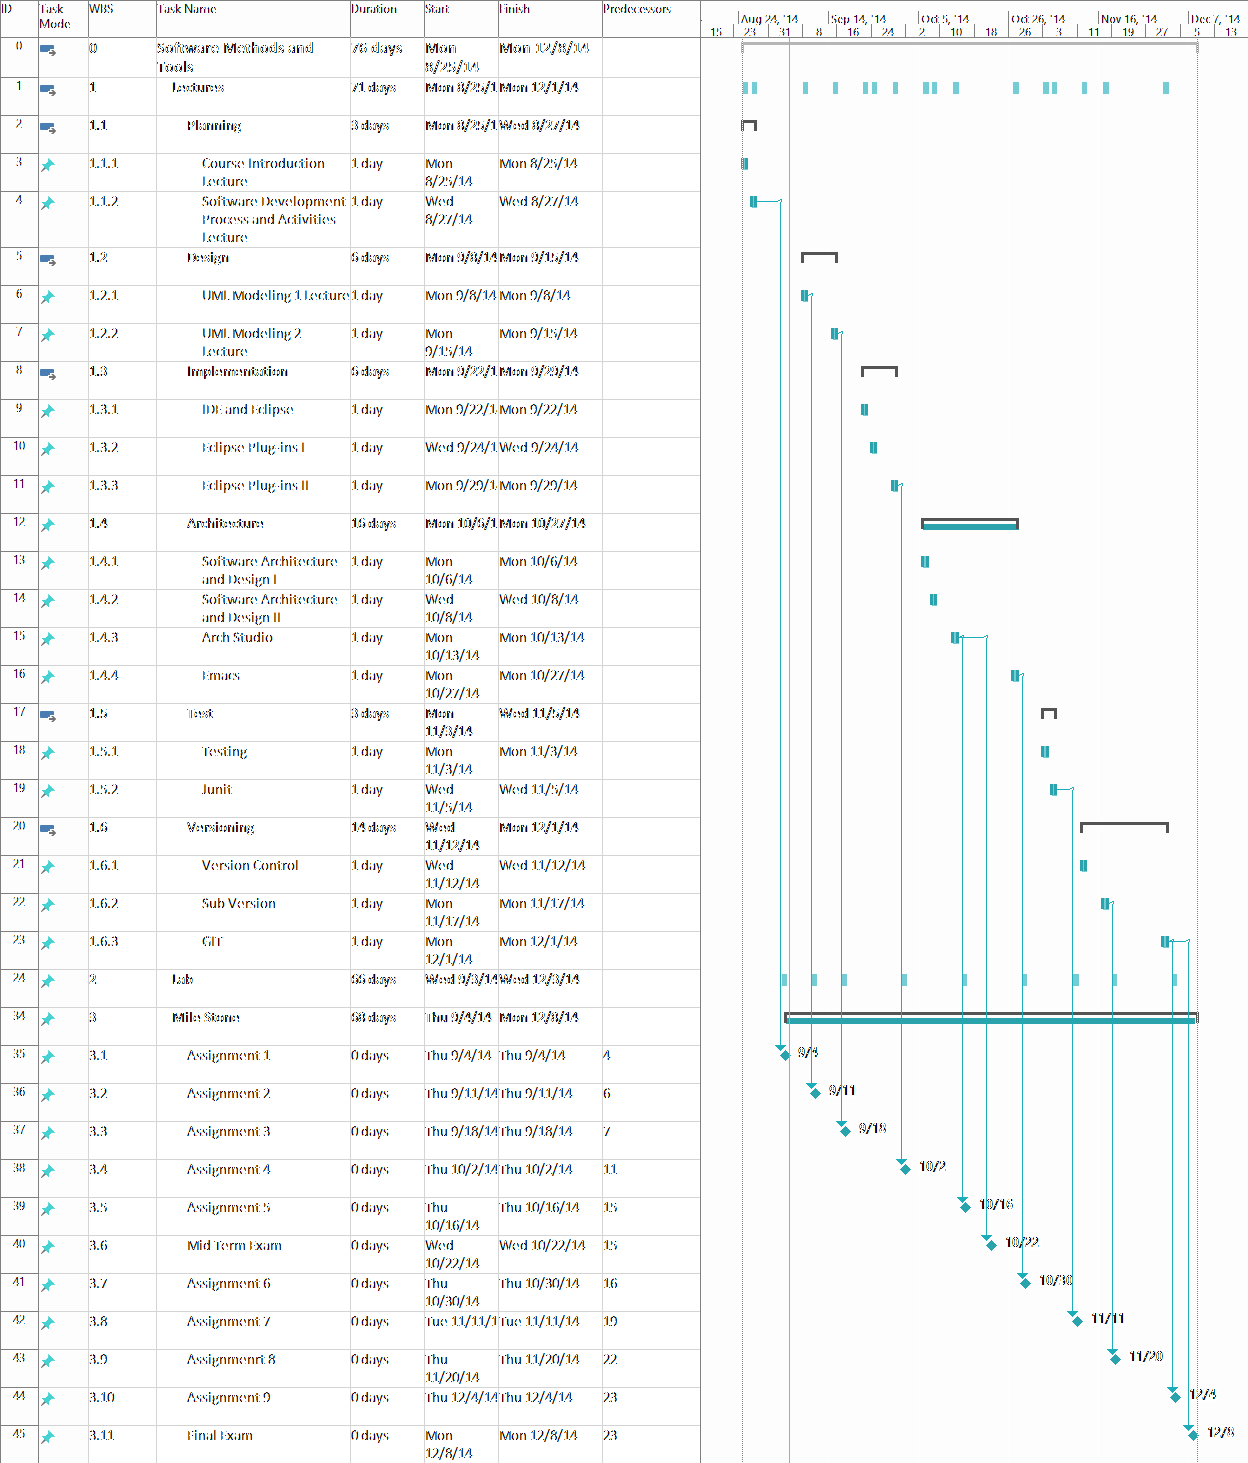 ID Task WBS Task Name Duration Start Finish Predecessors
Mode
Aug 24, '14 Sep 14, '14 Oct 5, '14 Oct 26, '14 Nov 16, '14 Dec 7, '14
15 23 31 8 16 24 2 10 18 26 3 11 19 27 5 13
0 0 Software Methods and 76 days Mon Mon 12/8/14
Tools 8/25/14
1 1 Lectures 71 days Mon 8/25/1 Mon 12/1/14
2 1.1 Planning 3 days Mon 8/25/1 Wed 8/27/14
3 1.1.1 Course Introduction 1 day Mon Mon 8/25/14
Lecture 8/25/14
4 1.1.2 Software Development 1 day Wed Wed 8/27/14
Process and Activities 8/27/14
Lecture
5 1.2 Design 6 days Mon 9/8/14 Mon 9/15/14
6 1.2.1 UML Modeling 1 Lecture 1 day Mon 9/8/14 Mon 9/8/14
7 1.2.2 UML Modeling 2 1 day Mon Mon 9/15/14
Lecture 9/15/14
8 1.3 Implementation 6 days Mon 9/22/1 Mon 9/29/14
9 1.3.1 IDE and Eclipse 1 day Mon 9/22/1 Mon 9/22/14
10 1.3.2 Eclipse Plug-ins I 1 day Wed 9/24/1 Wed 9/24/14
11 1.3.3 Eclipse Plug-ins II 1 day Mon 9/29/1 Mon 9/29/14
12 1.4 Architecture 16 days Mon 10/6/1 Mon 10/27/14
13 1.4.1 Software Architecture 1 day Mon Mon 10/6/14
and Design I 10/6/14
14 1.4.2 Software Architecture 1 day Wed Wed 10/8/14
and Design II 10/8/14
15 1.4.3 Arch Studio 1 day Mon Mon 10/13/14
10/13/14
16 1.4.4 Emacs 1 day Mon Mon 10/27/14
10/27/14
17 1.5 Test 3 days Mon Wed 11/5/14
11/3/14
18 1.5.1 Testing 1 day Mon Mon 11/3/14
11/3/14
19 1.5.2 Junit 1 day Wed Wed 11/5/14
11/5/14
20 1.6 Versioning 14 days Wed Mon 12/1/14
11/12/14
21 1.6.1 Version Control 1 day Wed Wed 11/12/14
11/12/14
22 1.6.2 Sub Version 1 day Mon Mon 11/17/14
11/17/14
23 1.6.3 GIT 1 day Mon Mon 12/1/14
12/1/14
24 2 Lab 66 days Wed 9/3/14 Wed 12/3/14
34 3 Mile Stone 68 days Thu 9/4/14 Mon 12/8/14
35 3.1 Assignment 1 0 days Thu 9/4/14 Thu 9/4/14 4 9/4
36 3.2 Assignment 2 0 days Thu 9/11/14 Thu 9/11/14 6 9/11
37 3.3 Assignment 3 0 days Thu 9/18/14 Thu 9/18/14 7 9/18
38 3.4 Assignment 4 0 days Thu 10/2/14 Thu 10/2/14 11 10/2
39 3.5 Assignment 5 0 days Thu Thu 10/16/14 15 10/16
10/16/14
40 3.6 Mid Term Exam 0 days Wed Wed 10/22/14 15 10/22
10/22/14
41 3.7 Assignment 6 0 days Thu Thu 10/30/14 16 10/30
10/30/14
42 3.8 Assignment 7 0 days Tue 11/11/1 Tue 11/11/14 19 11/11
43 3.9 Assignmenrt 8 0 days Thu Thu 11/20/14 22 11/20
11/20/14
44 3.10 Assignment 9 0 days Thu 12/4/14 Thu 12/4/14 23 12/4
45 3.11 Final Exam 0 days Mon Mon 12/8/14 23 12/8
12/8/14